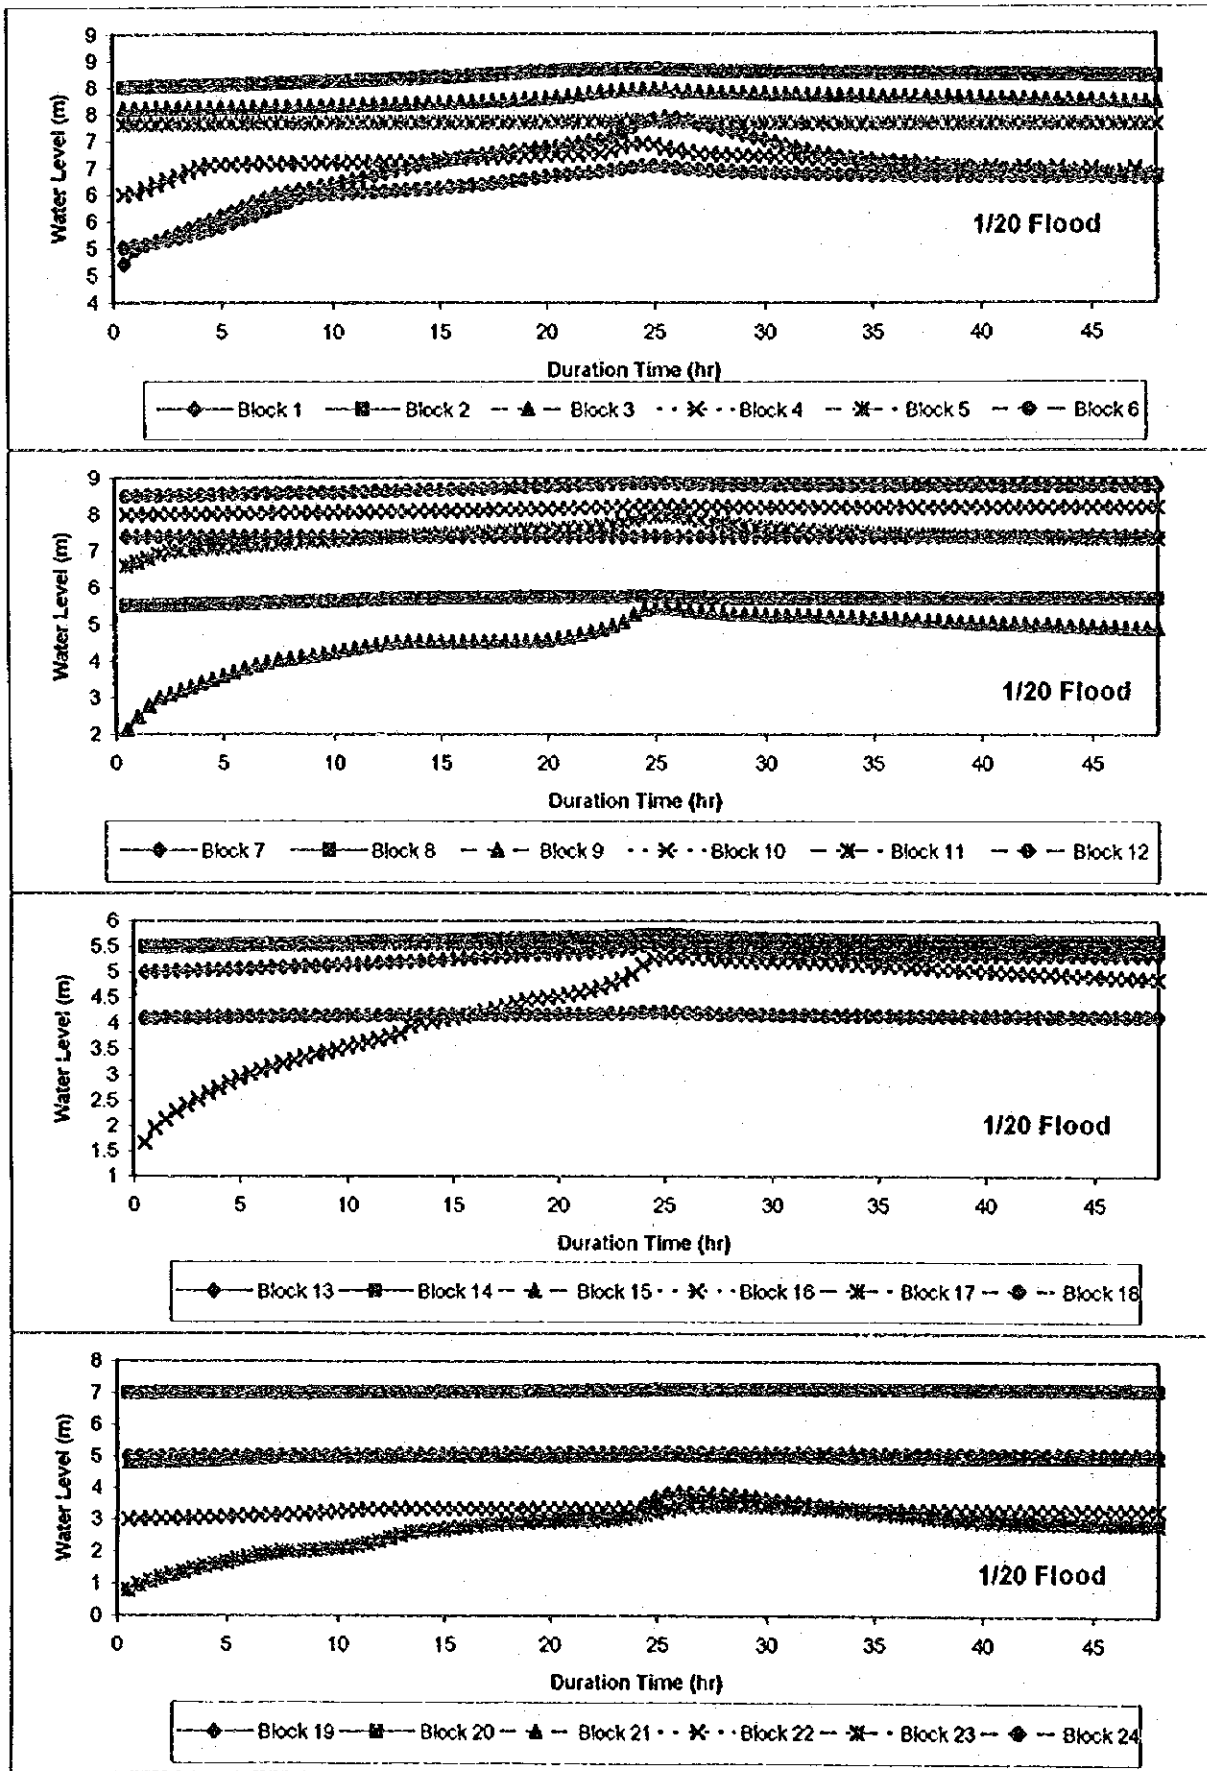 9
9
8
8
7
7
6
6
5
5
4
Water Level (m)
1/20 Flood
0 5 10 15 20 25 30 35 40 45
Duration Time (hr)
Block 1 Block 2 Block 3 Block 4 Block 5 Block 6
9
8
7
6
5
4
3
2
Water Level (m)
1/20 Flood
0 5 10 15 20 25 30 35 40 45
Duration Time (hr)
Block 7 Block 8 Block 9 Block 10 Block 11 Block 12
6
5.5
5
4.5
4
3.5
3
2.5
2
1.5
1
Water Level (m)
1/20 Flood
0 5 10 15 20 25 30 35 40 45
Duration Time (hr)
Block 13 Block 14 Block 15 Block 16 Block 17 Block 18
8
7
6
5
4
3
2
1
0
Water Level (m)
1/20 Flood
0 5 10 15 20 25 30 35 40 45
Duration Time (hr)
Block 19 Block 20 Block 21 Block 22 Block 23 Block 24